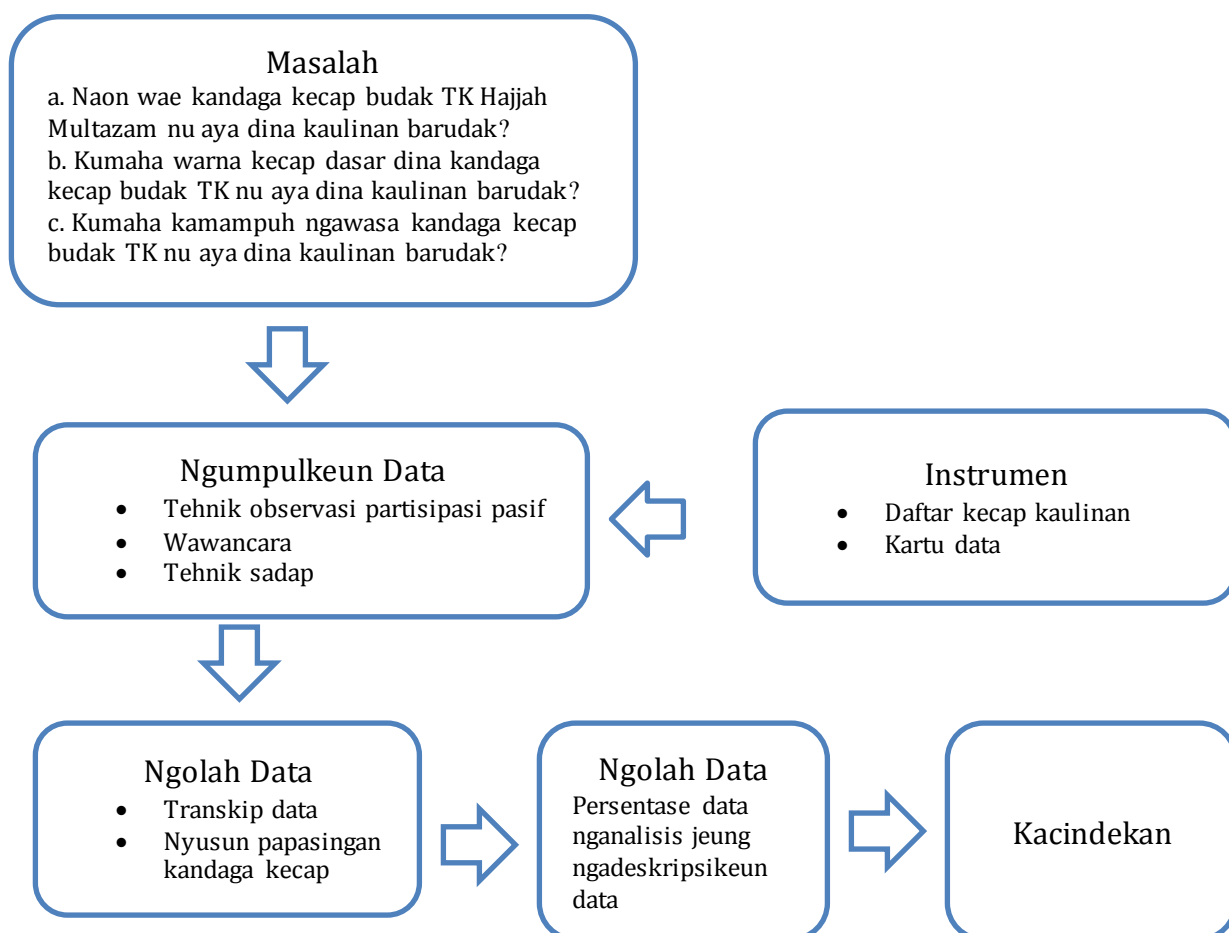 Masalah
a. Naon wae kandaga kecap budak TK Hajjah
Multazam nu aya dina kaulinan barudak?
b. Kumaha warna kecap dasar dina kandaga
kecap budak TK nu aya dina kaulinan barudak?
c. Kumaha kamampuh ngawasa kandaga kecap
budak TK nu aya dina kaulinan barudak?
Ngumpulkeun Data
• Tehnik observasi partisipasi pasif
• Wawancara
• Tehnik sadap
Instrumen
• Daftar kecap kaulinan
• Kartu data
Ngolah Data
• Transkip data
• Nyusun papasingan
kandaga kecap
Ngolah Data
Persentase data
nganalisis jeung
ngadeskripsikeun
data
Kacindekan